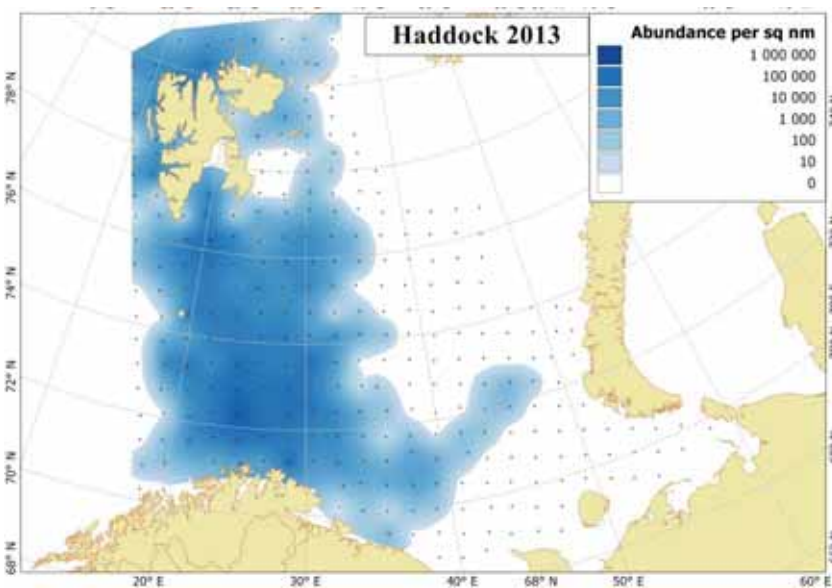 Haddock 2013
Abundance per sq nm
1 000 000
100 000
10 000
1 000
100
10
0
78° N
76° N
74° N
72° N
70° N
68° N
20° E
30° E
40° E
68° N
50° E
60° E